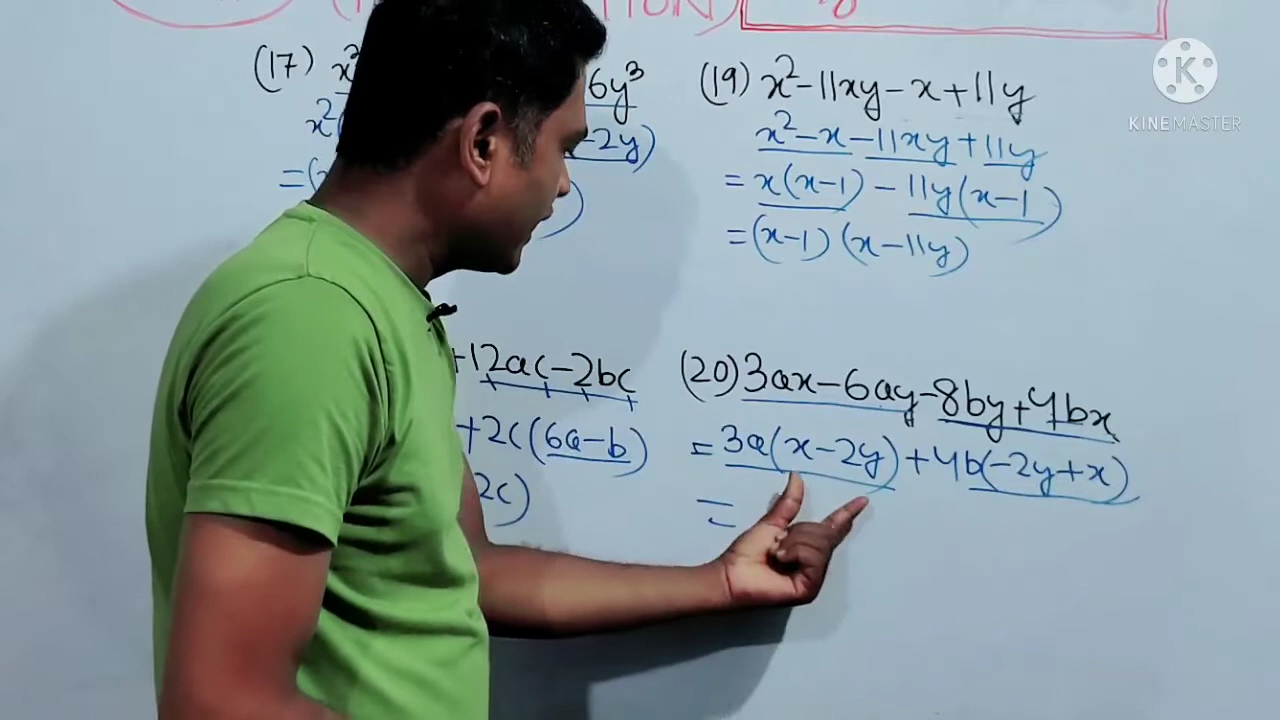 (17) x 6y³
x² x-2y)
=(x )
(19) x²-11xy-x+11y
x²-x-11xy+11y
=x(x-1)-11y(x-1)
=(x-1)(x-11y)
+12ac-2bc
+2c(6a-b)
2c)
(20) 3ax-6ay-8by+4bx
=3a(x-2y)+4b(-2y+x)
=
K
KINEMASTER